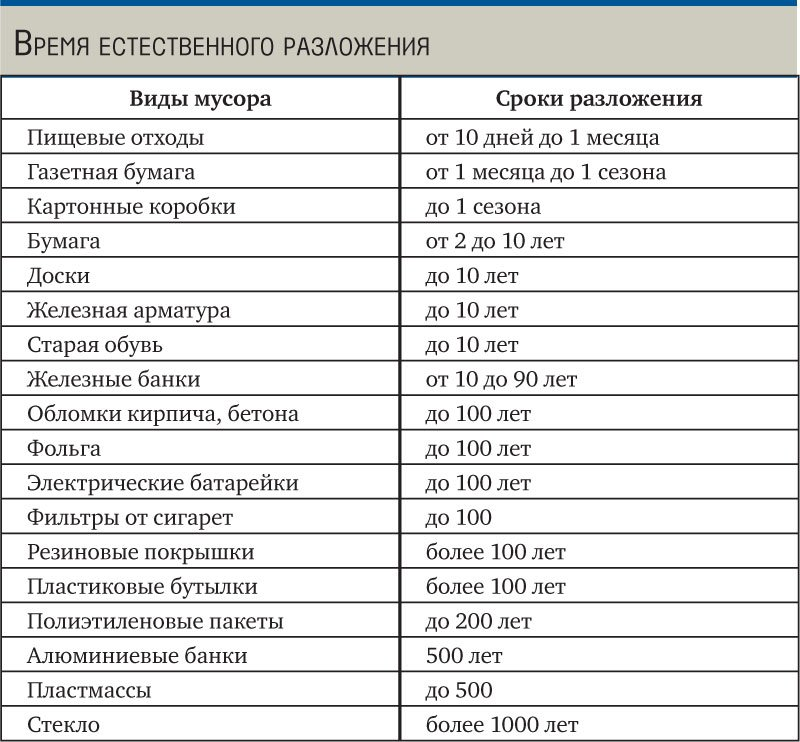 Время естественного разложения
Виды мусора Сроки разложения
Пищевые отходы от 10 дней до 1 месяца
Газетная бумага от 1 месяца до 1 сезона
Картонные коробки до 1 сезона
Бумага от 2 до 10 лет
Доски до 10 лет
Железная арматура до 10 лет
Старая обувь до 10 лет
Железные банки от 10 до 90 лет
Обломки кирпича, бетона до 100 лет
Фольга до 100 лет
Электрические батарейки до 100 лет
Фильтры от сигарет до 100
Резиновые покрышки более 100 лет
Пластиковые бутылки более 100 лет
Полиэтиленовые пакеты до 200 лет
Алюминиевые банки 500 лет
Пластмассы до 500
Стекло более 1000 лет